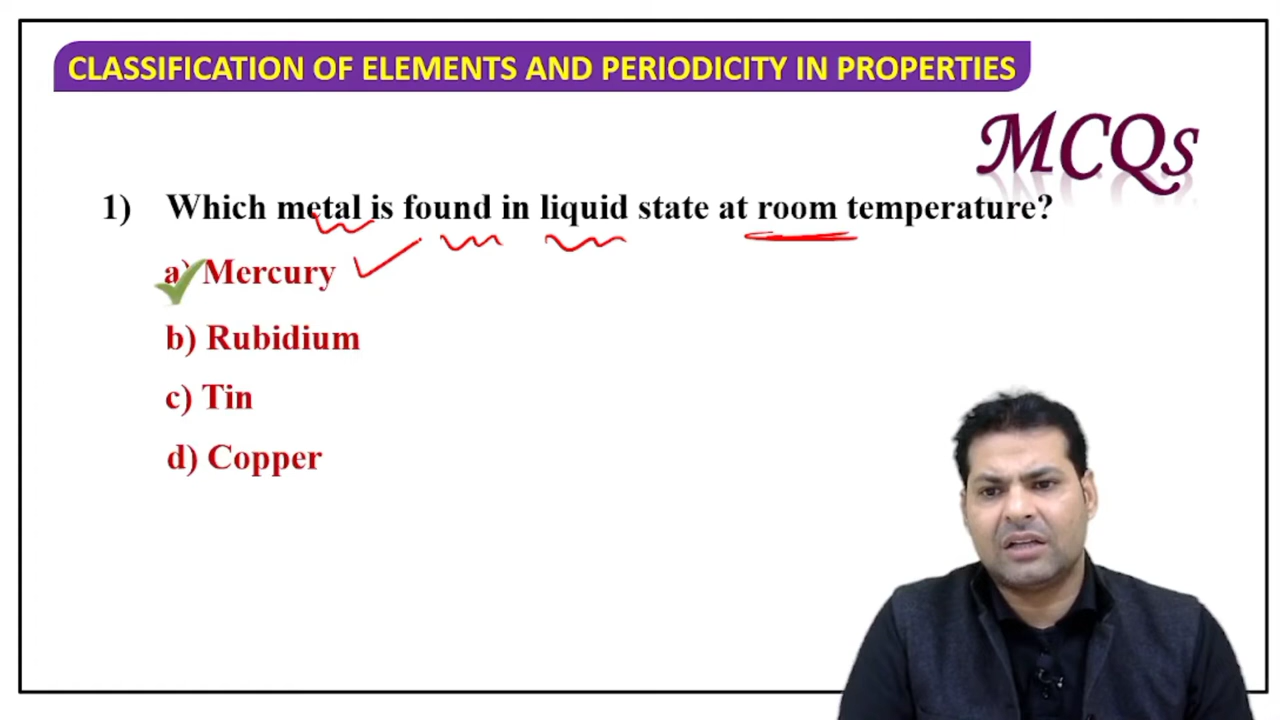 CLASSIFICATION OF ELEMENTS AND PERIODICITY IN PROPERTIES
MCQs
1) Which metal is found in liquid state at room temperature?
a) Mercury
b) Rubidium
c) Tin
d) Copper